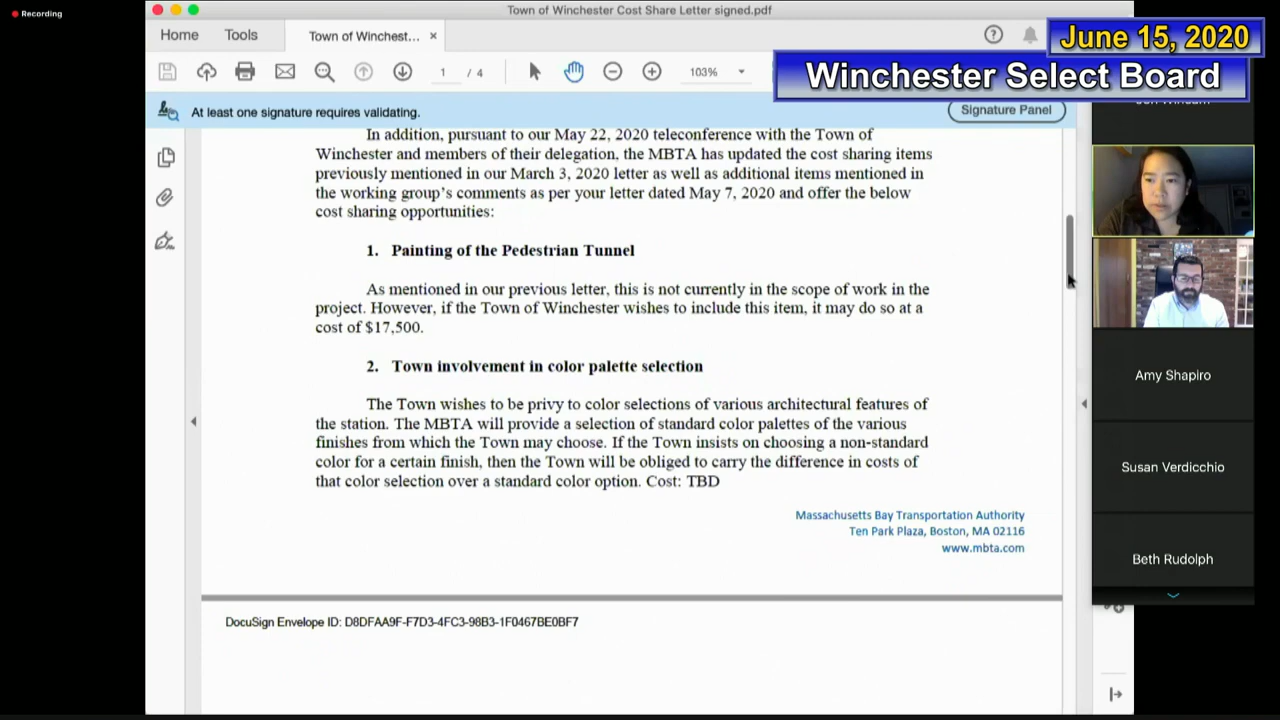 Recording
Town of Winchester Cost Share Letter signed.pdf
Home
Tools
Town of Winchest...
June 15, 2020
Winchester Select Board
1 / 4
103%
At least one signature requires validating.
Signature Panel
In addition, pursuant to our May 22, 2020 teleconference with the Town of
Winchester and members of their delegation, the MBTA has updated the cost sharing items
previously mentioned in our March 3, 2020 letter as well as additional items mentioned in
the working group's comments as per your letter dated May 7, 2020 and offer the below
cost sharing opportunities:
1. Painting of the Pedestrian Tunnel
As mentioned in our previous letter, this is not currently in the scope of work in the
project. However, if the Town of Winchester wishes to include this item, it may do so at a
cost of $17,500.
2. Town involvement in color palette selection
The Town wishes to be privy to color selections of various architectural features of
the station. The MBTA will provide a selection of standard color palettes of the various
finishes from which the Town may choose. If the Town insists on choosing a non-standard
color for a certain finish, then the Town will be obliged to carry the difference in costs of
that color selection over a standard color option. Cost: TBD
Massachusetts Bay Transportation Authority
Ten Park Plaza, Boston, MA 02116
www.mbta.com
DocuSign Envelope ID: D8DFAA9F-F7D3-4FC3-98B3-1F0467BE0BF7
Amy Shapiro
Susan Verdicchio
Beth Rudolph